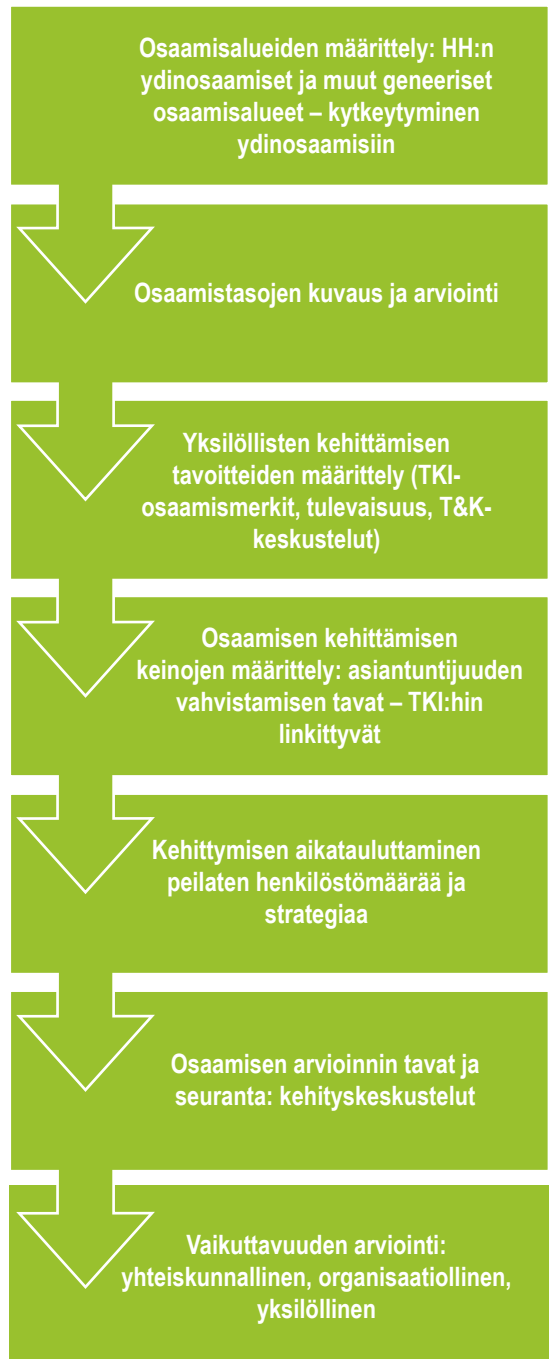 Osaamisalueiden määrittely: HH:n
ydinosaamiset ja muut geneeriset
osaamisalueet – kytkeytyminen
ydinosaamisiin
Osaamistasojen kuvaus ja arviointi
Yksilöllisten kehittämisen
tavoitteiden määrittely (TKI-
osaamismerkit, tulevaisuus, T&K-
keskustelut)
Osaamisen kehittämisen
keinojen määrittely: asiantuntijuuden
vahvistamisen tavat – TKI:hin
linkittyvät
Kehittymisen aikatauluttaminen
peilaten henkilöstömäärää ja
strategiaa
Osaamisen arvioinnin tavat ja
seuranta: kehityskeskustelut
Vaikuttavuuden arviointi:
yhteiskunnallinen, organisaatiollinen,
yksilöllinen